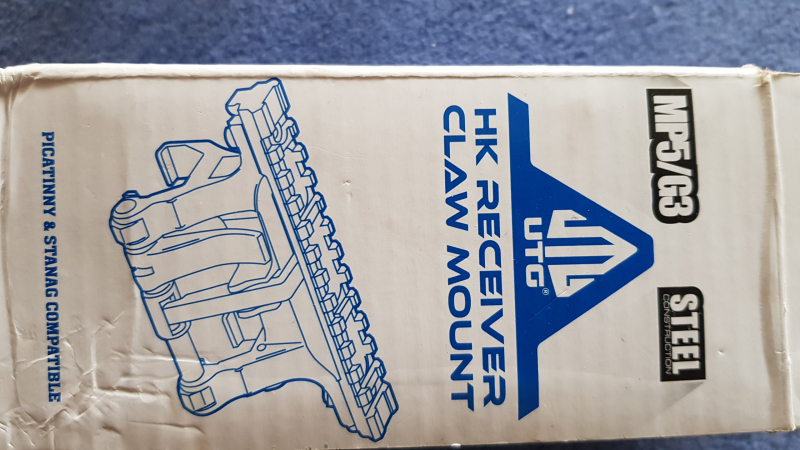 MP5/G3
STEEL
CONSTRUCTION
UTG®
HK RECEIVER
CLAW MOUNT
PICATINNY & STANAG COMPATIBLE